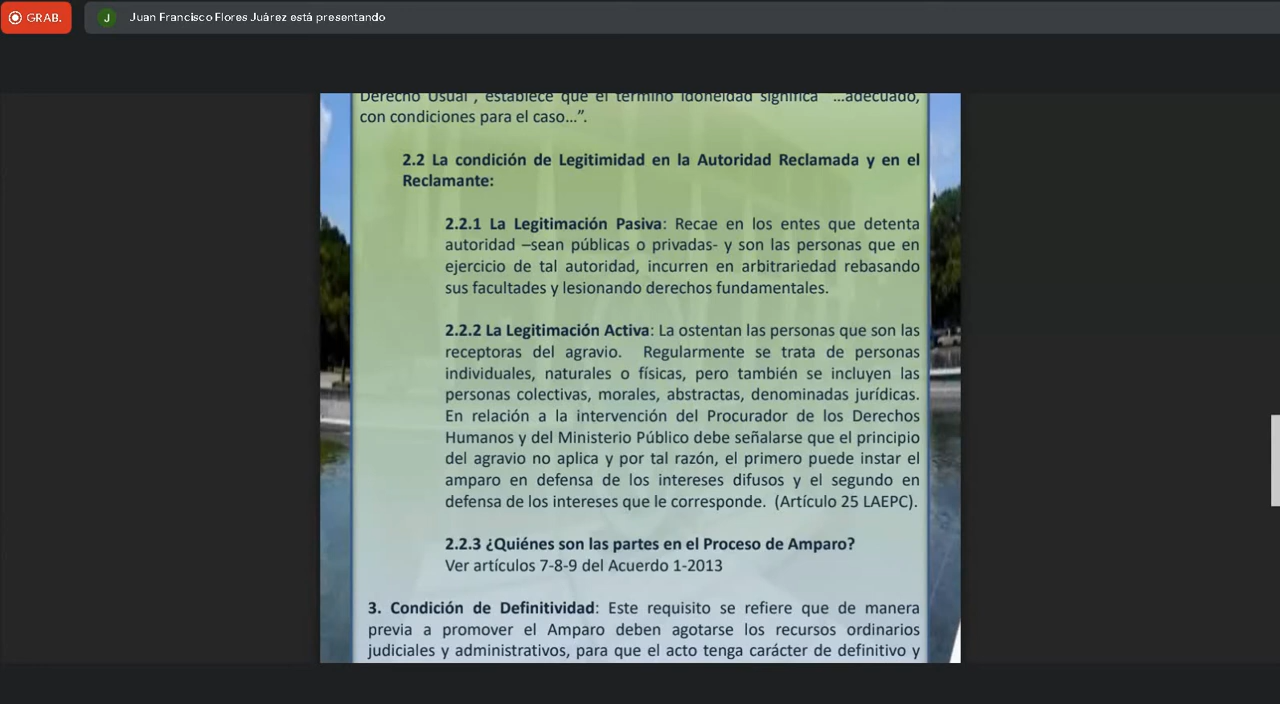 GRAB.
J
Juan Francisco Flores Juárez está presentando
Derecho Usual", establece que el término idoneidad significa "...adecuado,
con condiciones para el caso...”.
2.2 La condición de Legitimidad en la Autoridad Reclamada y en el
Reclamante:
2.2.1 La Legitimación Pasiva: Recae en los entes que detenta
autoridad –sean públicas o privadas- y son las personas que en
ejercicio de tal autoridad, incurren en arbitrariedad rebasando
sus facultades y lesionando derechos fundamentales.
2.2.2 La Legitimación Activa: La ostentan las personas que son las
receptoras del agravio. Regularmente se trata de personas
individuales, naturales o físicas, pero también se incluyen las
personas colectivas, morales, abstractas, denominadas jurídicas.
En relación a la intervención del Procurador de los Derechos
Humanos y del Ministerio Público debe señalarse que el principio
del agravio no aplica y por tal razón, el primero puede instar el
amparo en defensa de los intereses difusos y el segundo en
defensa de los intereses que le corresponde. (Artículo 25 LAEPC).
2.2.3 ¿Quiénes son las partes en el Proceso de Amparo?
Ver artículos 7-8-9 del Acuerdo 1-2013
3. Condición de Definitividad: Este requisito se refiere que de manera
previa a promover el Amparo deben agotarse los recursos ordinarios
judiciales y administrativos, para que el acto tenga carácter de definitivo y